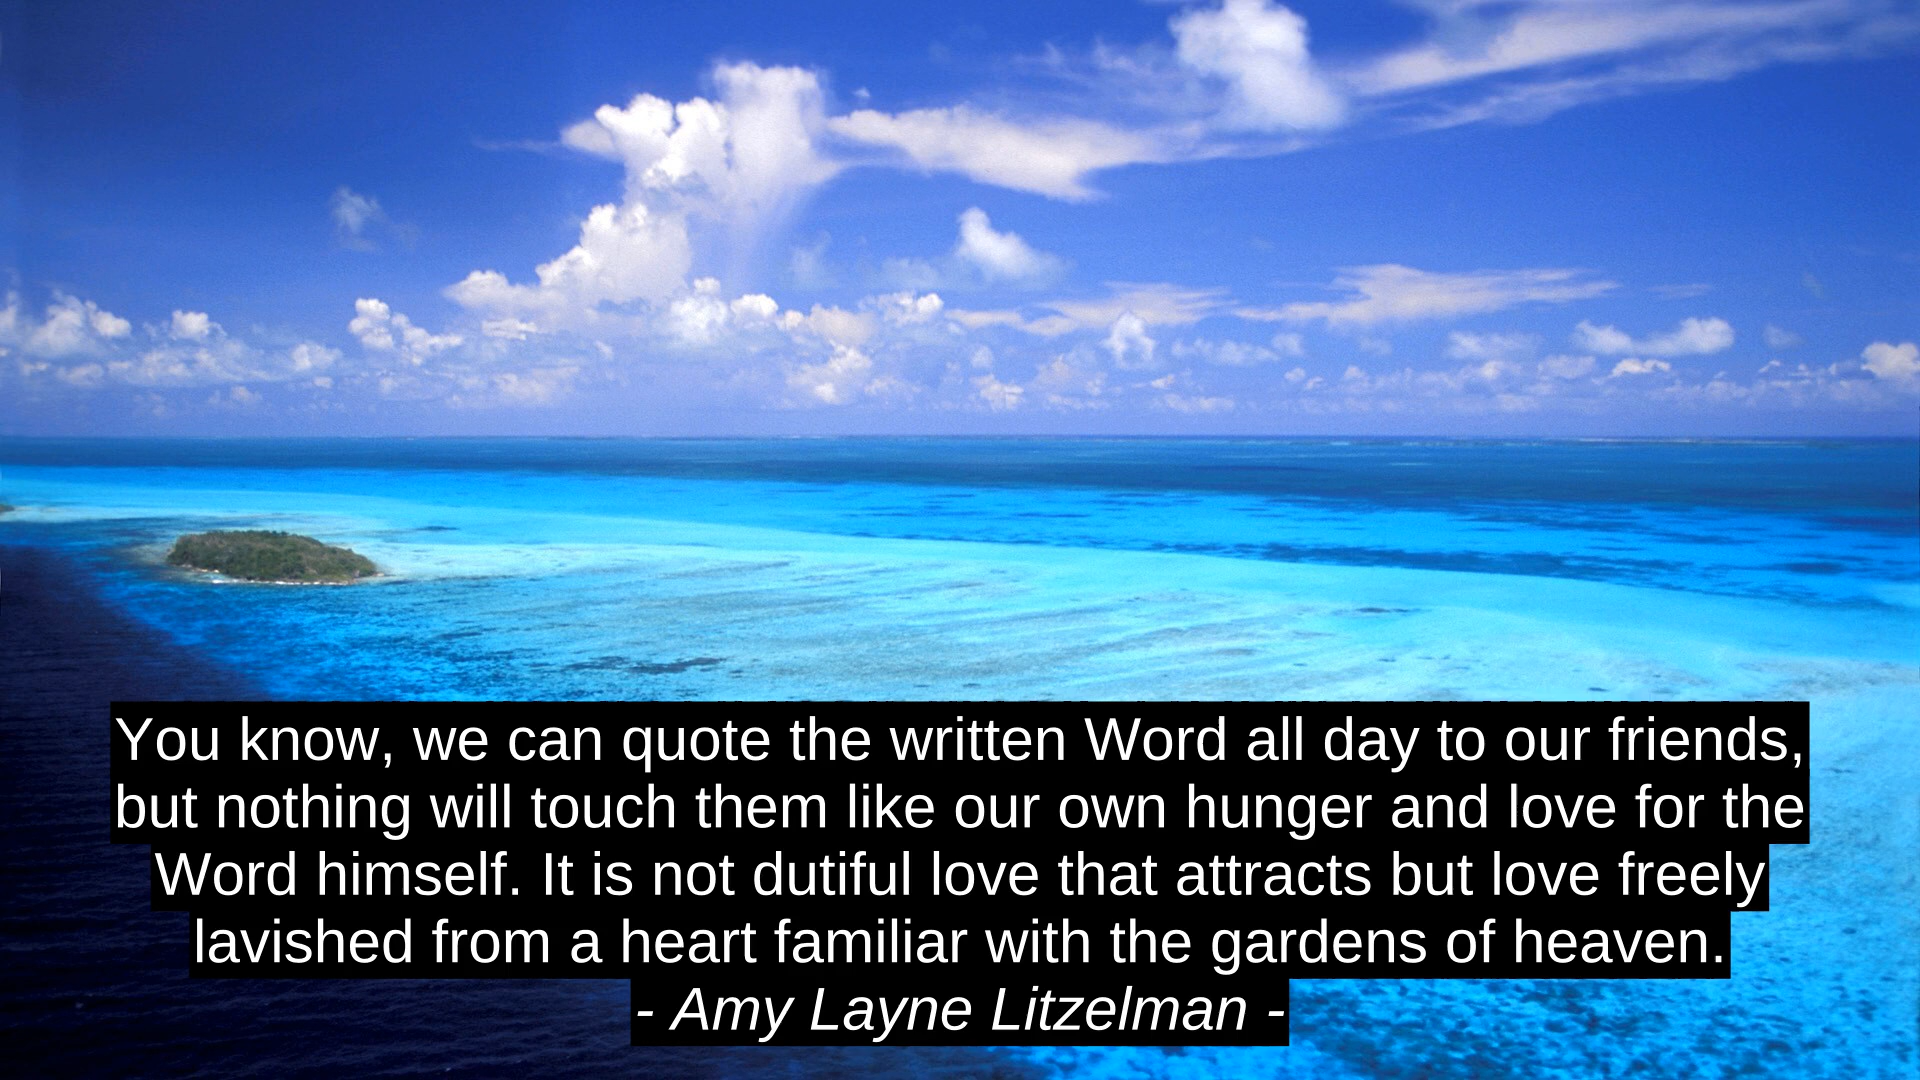 You know, we can quote the written Word all day to our friends,
but nothing will touch them like our own hunger and love for the
Word himself. It is not dutiful love that attracts but love freely
lavished from a heart familiar with the gardens of heaven.
- Amy Layne Litzelman -